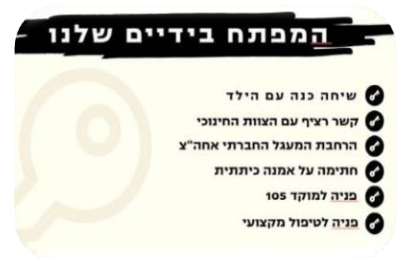 המפתח בידיים שלנו
שיחה כנה עם הילד
קשר רציף עם הצוות החינוכי
הרחבת המעגל החברתי אחה"צ
חתימה על אמנה כיתתית
פניה למוקד 105
פניה לטיפול מקצועי